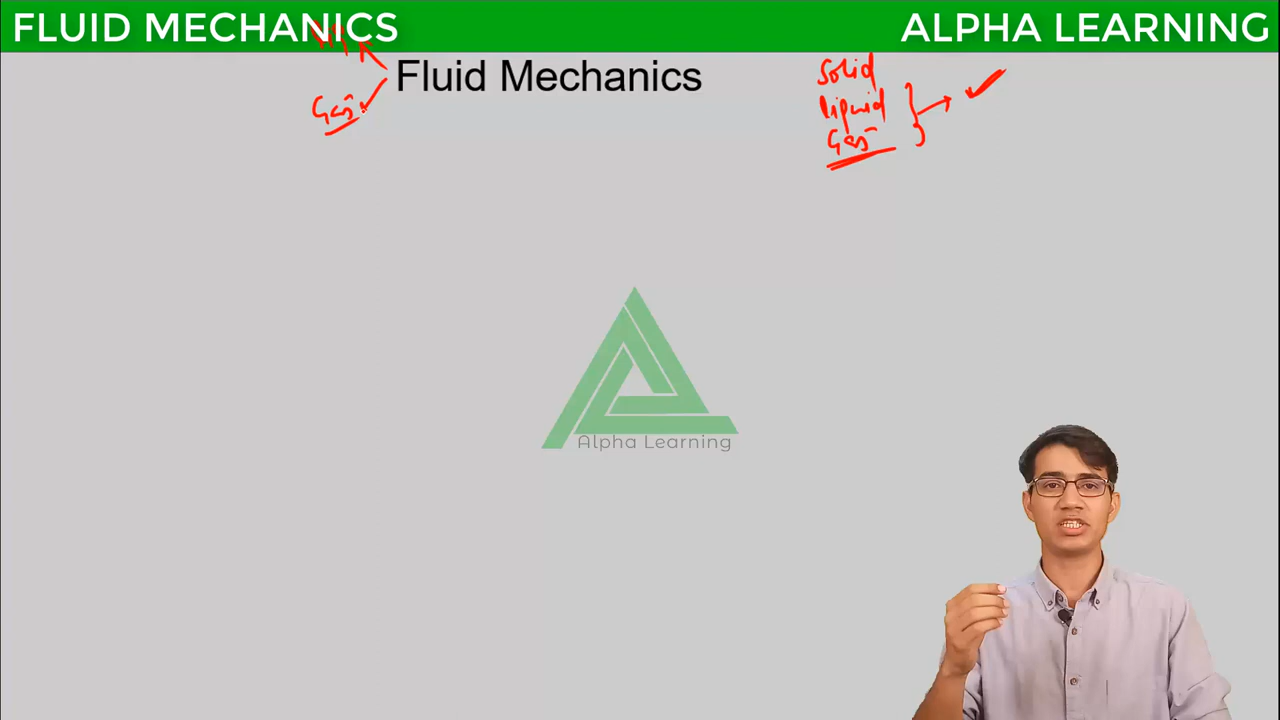 FLUID MECHANICS
ALPHA LEARNING
Fluid Mechanics
Gas
Solid
liquid
Gas
Alpha Learning